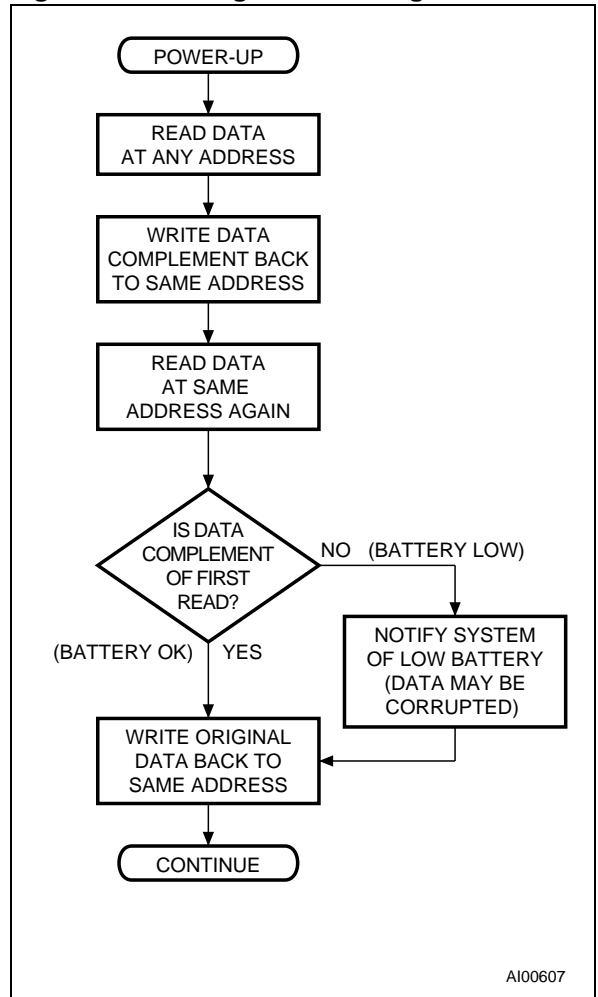 POWER-UP
READ DATA
AT ANY ADDRESS
WRITE DATA
COMPLEMENT BACK
TO SAME ADDRESS
READ DATA
AT SAME
ADDRESS AGAIN
IS DATA
COMPLEMENT
OF FIRST
READ?
NO (BATTERY LOW)
NOTIFY SYSTEM
OF LOW BATTERY
(DATA MAY BE
CORRUPTED)
(BATTERY OK) YES
WRITE ORIGINAL
DATA BACK TO
SAME ADDRESS
CONTINUE
AI00607